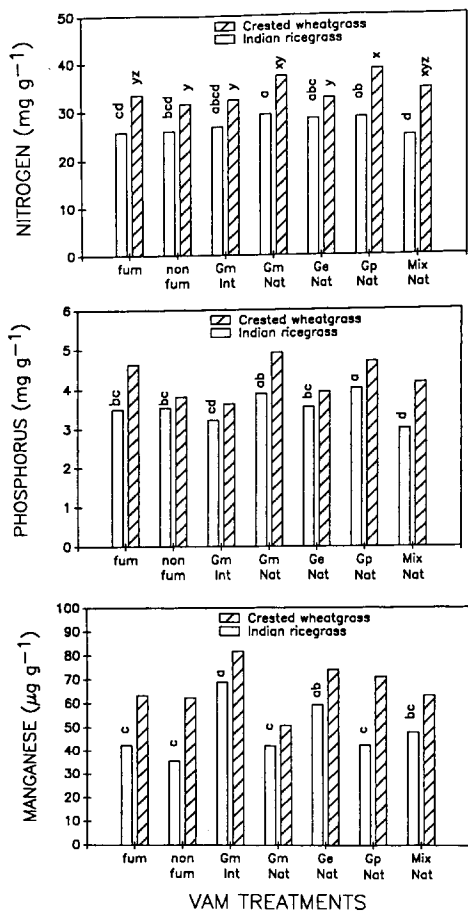 50
40
30
20
10
0
NITROGEN (mg g−1)
Crested wheatgrass
Indian ricegrass
cd yz bcd y abcd y a xy abc y ab x d xyz
fum non fum Gm Int Gm Nat Ge Nat Gp Nat Mix Nat
6
5
4
3
2
1
0
PHOSPHORUS (mg g−1)
Crested wheatgrass
Indian ricegrass
bc bc cd ab bc a d
fum non fum Gm Int Gm Nat Ge Nat Gp Nat Mix Nat
100
90
80
70
60
50
40
30
20
10
0
MANGANESE (μg g−1)
Crested wheatgrass
Indian ricegrass
c c a c ab c bc
fum non fum Gm Int Gm Nat Ge Nat Gp Nat Mix Nat
VAM TREATMENTS